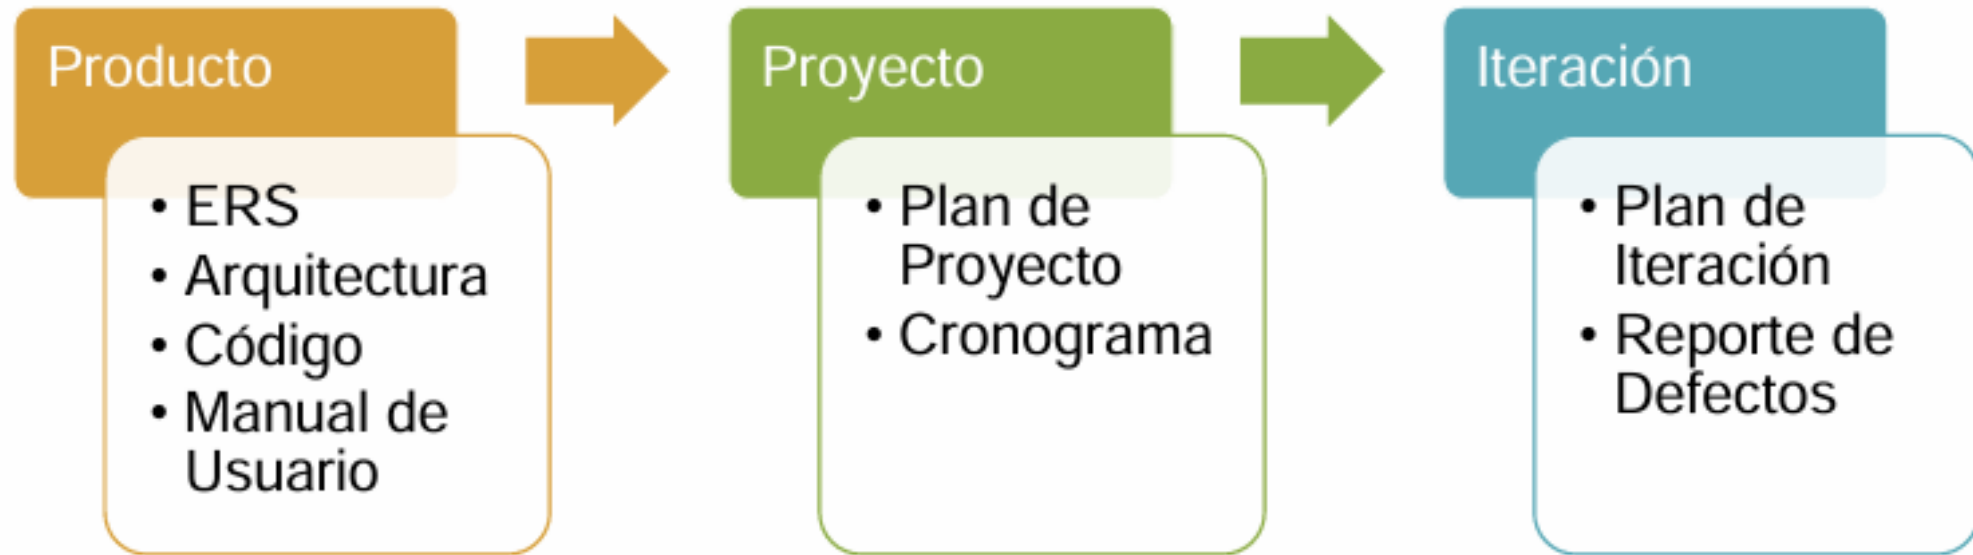 Producto
• ERS
• Arquitectura
• Código
• Manual de
Usuario
Proyecto
• Plan de
Proyecto
• Cronograma
Iteración
• Plan de
Iteración
• Reporte de
Defectos